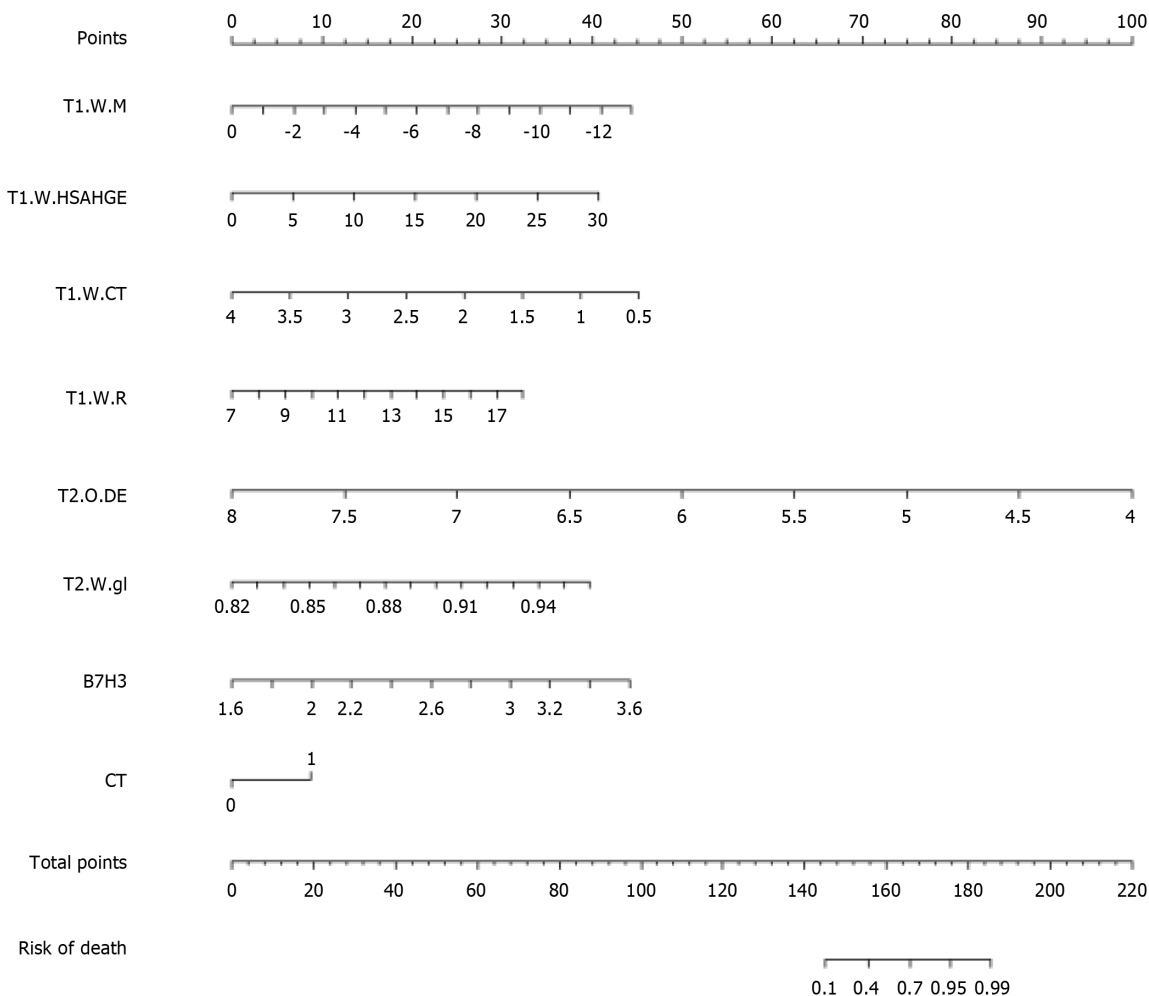 0 10 20 30 40 50 60 70 80 90 100
Points
T1.W.M
0 -2 -4 -6 -8 -10 -12
T1.W.HSAHGE
0 5 10 15 20 25 30
T1.W.CT
4 3.5 3 2.5 2 1.5 1 0.5
T1.W.R
7 9 11 13 15 17
T2.O.DE
8 7.5 7 6.5 6 5.5 5 4.5 4
T2.W.gl
0.82 0.85 0.88 0.91 0.94
B7H3
1.6 2 2.2 2.6 3 3.2 3.6
1
CT
0
Total points
0 20 40 60 80 100 120 140 160 180 200 220
Risk of death
0.1 0.4 0.7 0.95 0.99